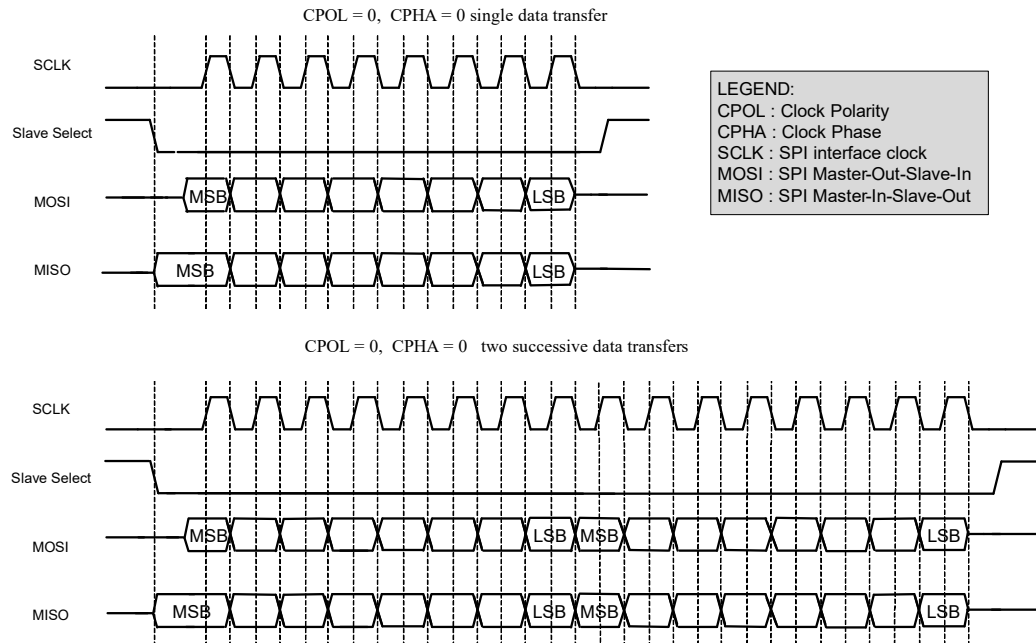 CPOL = 0, CPHA = 0 single data transfer
SCLK
Slave Select
MOSI
MSB
LSB
MISO
MSB
LSB
LEGEND:
CPOL : Clock Polarity
CPHA : Clock Phase
SCLK : SPI interface clock
MOSI : SPI Master-Out-Slave-In
MISO : SPI Master-In-Slave-Out
CPOL = 0, CPHA = 0 two successive data transfers
SCLK
Slave Select
MOSI
MSB
LSB
MSB
LSB
MISO
MSB
LSB
MSB
LSB